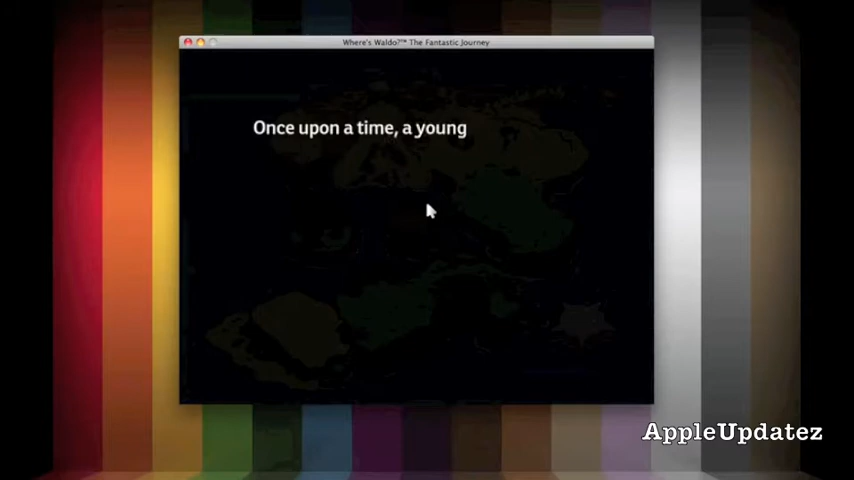 Where's Waldo?™ The Fantastic Journey
Once upon a time, a young
AppleUpdatez